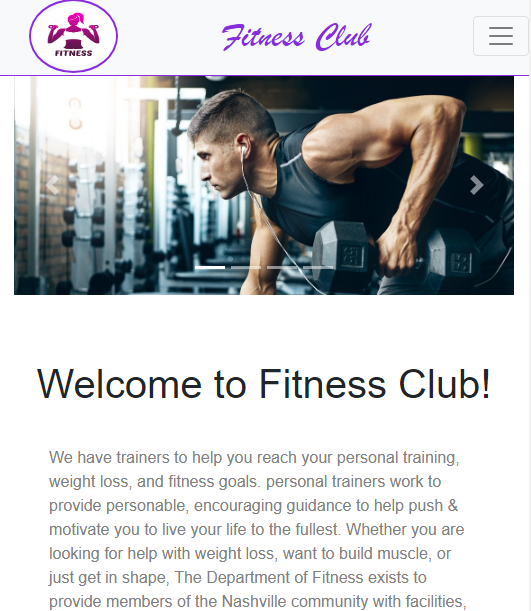 FITNESS
Fitness Club
Welcome to Fitness Club!
We have trainers to help you reach your personal training,
weight loss, and fitness goals. personal trainers work to
provide personable, encouraging guidance to help push &
motivate you to live your life to the fullest. Whether you are
looking for help with weight loss, want to build muscle, or
just get in shape, The Department of Fitness exists to
provide members of the Nashville community with facilities,